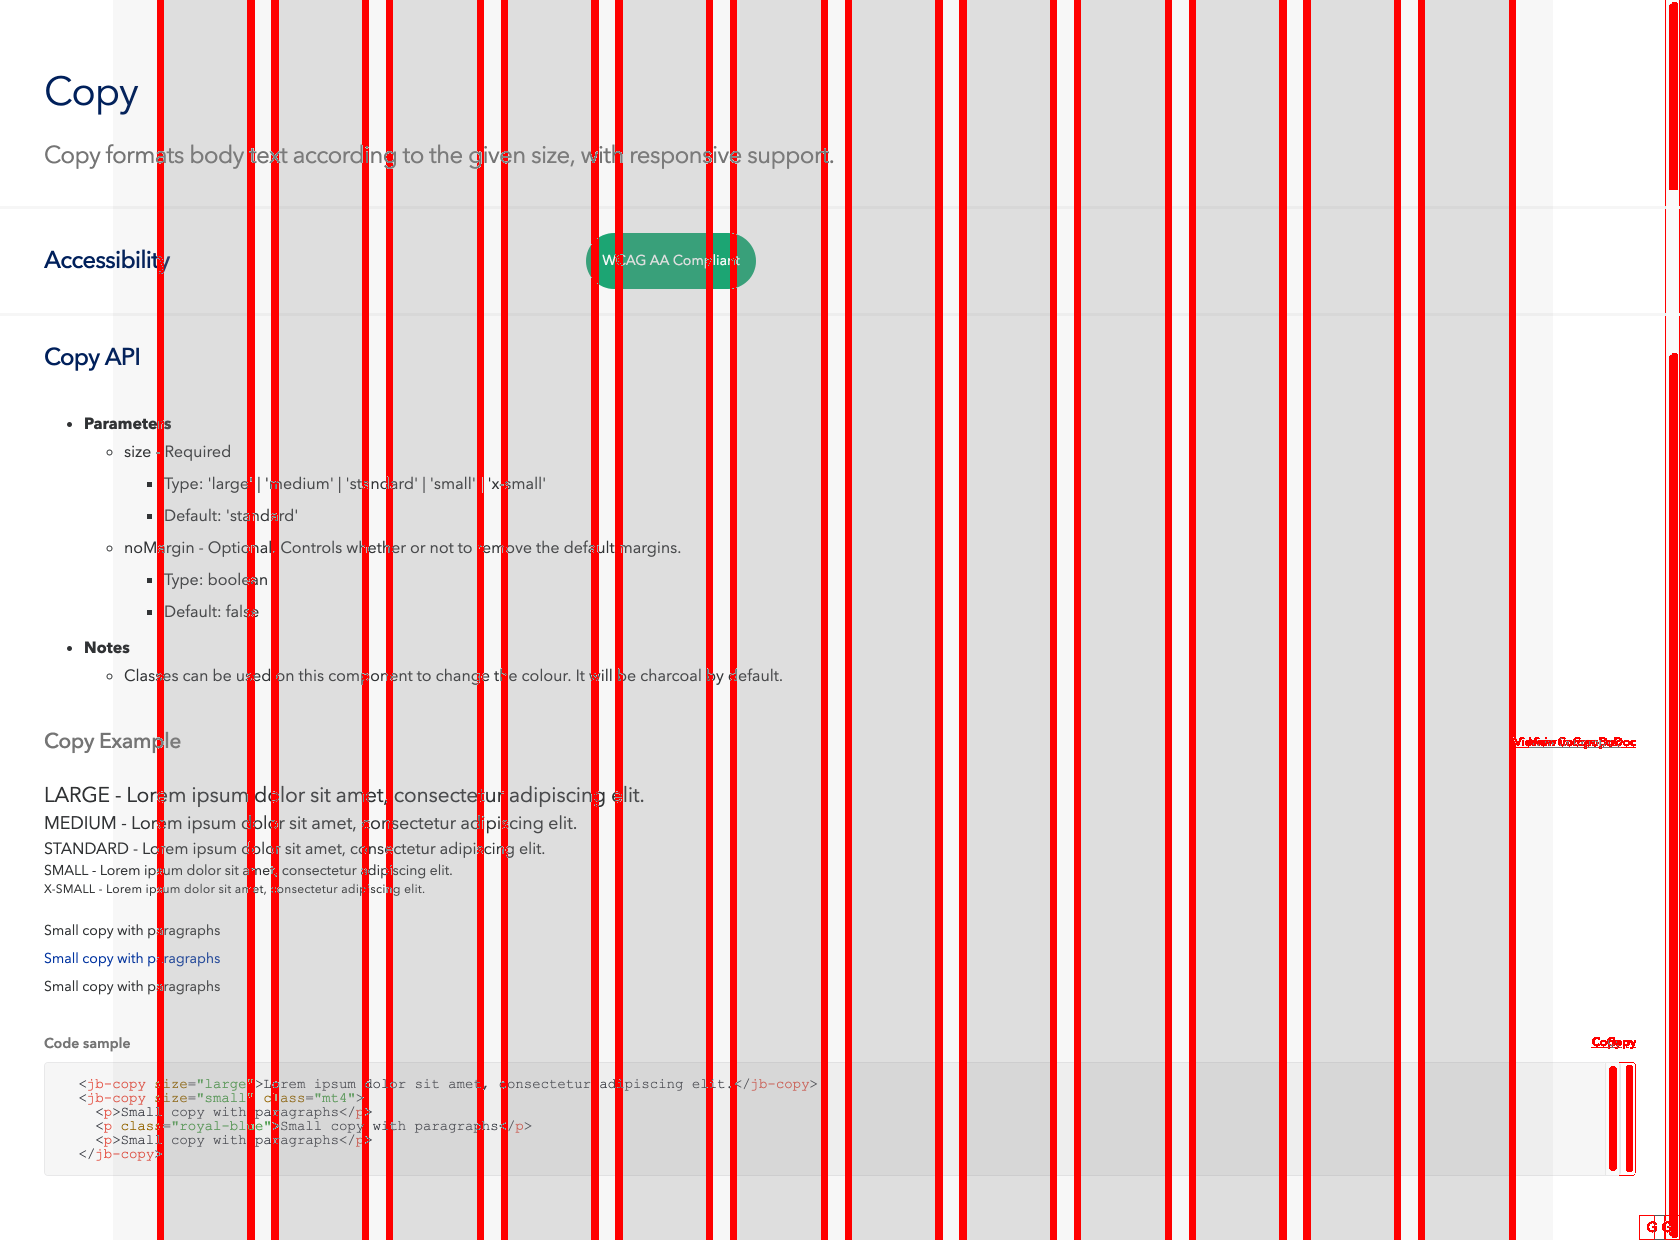 Copy
Copy formats body text according to the given size, with responsive support.
Accessibility
WCAG AA Compliant
Copy API
Parameters
size - Required
Type: 'large' | 'medium' | 'standard' | 'small' | 'x-small'
Default: 'standard'
noMargin - Optional. Controls whether or not to remove the default margins.
Type: boolean
Default: false
Notes
Classes can be used on this component to change the colour. It will be charcoal by default.
Copy Example
LARGE - Lorem ipsum dolor sit amet, consectetur adipiscing elit.
MEDIUM - Lorem ipsum dolor sit amet, consectetur adipiscing elit.
STANDARD - Lorem ipsum dolor sit amet, consectetur adipiscing elit.
SMALL - Lorem ipsum dolor sit amet, consectetur adipiscing elit.
X-SMALL - Lorem ipsum dolor sit amet, consectetur adipiscing elit.
Small copy with paragraphs
Small copy with paragraphs
Small copy with paragraphs
Code sample
<jb-copy size="large">Lorem ipsum dolor sit amet, consectetur adipiscing elit.</jb-copy>
<jb-copy size="small" class="mt4">
<p>Small copy with paragraphs</p>
<p class="royal-blue">Small copy with paragraphs</p>
<p>Small copy with paragraphs</p>
</jb-copy>
G G